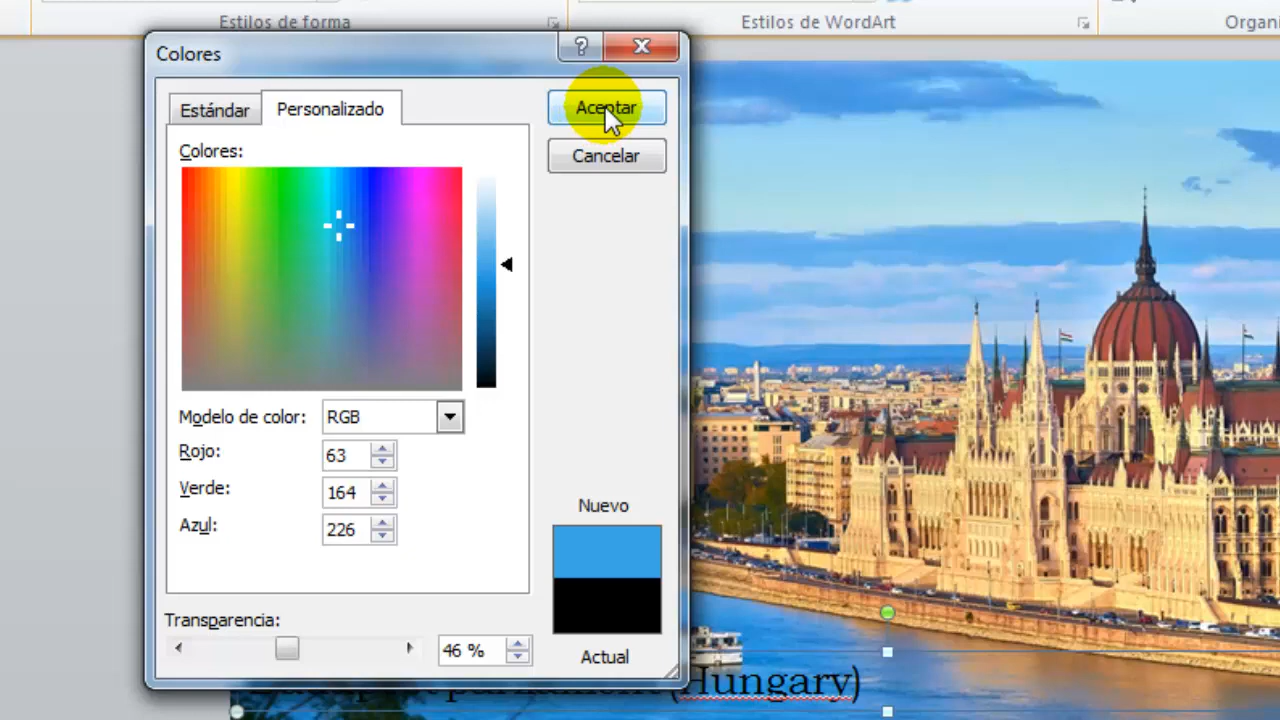 Estilos de forma
Estilos de WordArt
Colores
?
Estándar
Personalizado
Aceptar
Cancelar
Colores:
Modelo de color: RGB
Rojo: 63
Verde: 164
Azul: 226
Nuevo
Actual
Transparencia:
46 %
(Hungary)